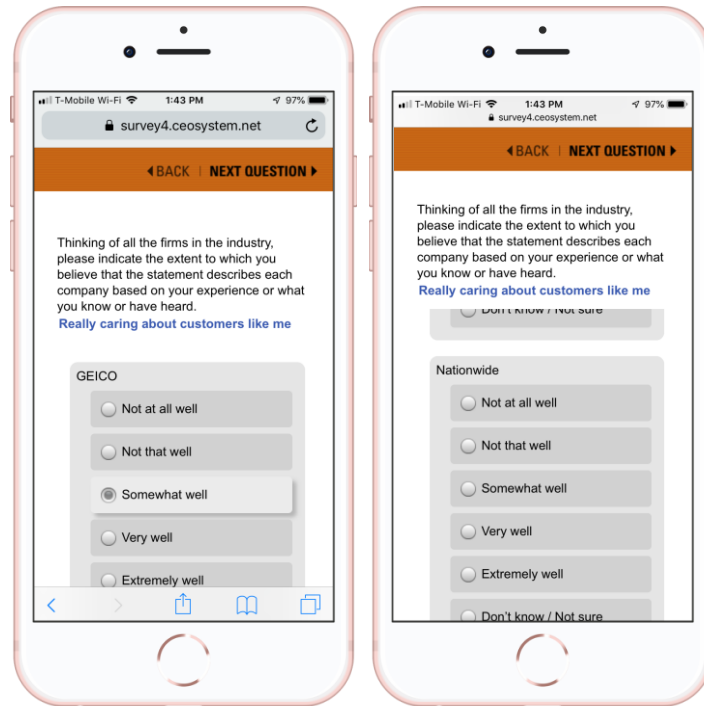 T-Mobile Wi-Fi 1:43 PM 97%
survey4.ceosystem.net
BACK | NEXT QUESTION
Thinking of all the firms in the industry,
please indicate the extent to which you
believe that the statement describes each
company based on your experience or what
you know or have heard.
Really caring about customers like me
GEICO
Not at all well
Not that well
Somewhat well
Very well
Extremely well
T-Mobile Wi-Fi 1:43 PM 97%
survey4.ceosystem.net
BACK | NEXT QUESTION
Thinking of all the firms in the industry,
please indicate the extent to which you
believe that the statement describes each
company based on your experience or what
you know or have heard.
Really caring about customers like me
Don't know / Not sure
Nationwide
Not at all well
Not that well
Somewhat well
Very well
Extremely well
Don't know / Not sure